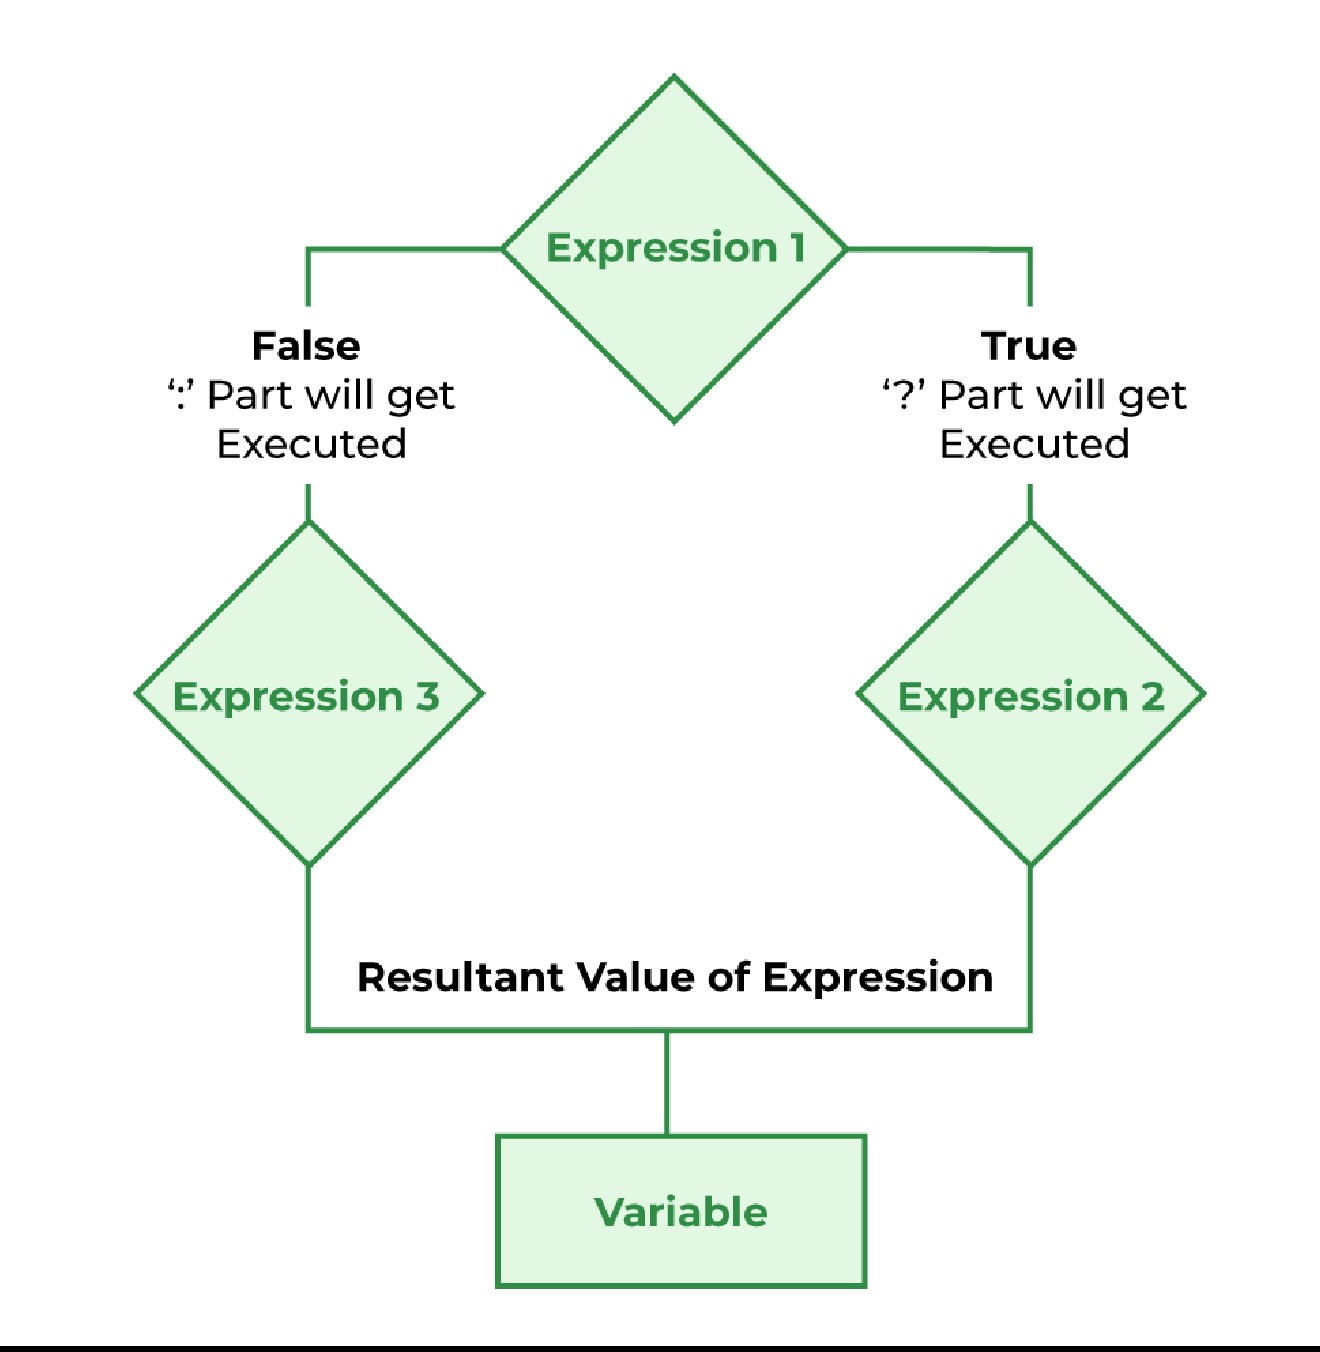 Expression 1
False
‘:’ Part will get
Executed
True
‘?’ Part will get
Executed
Expression 3
Expression 2
Resultant Value of Expression
Variable